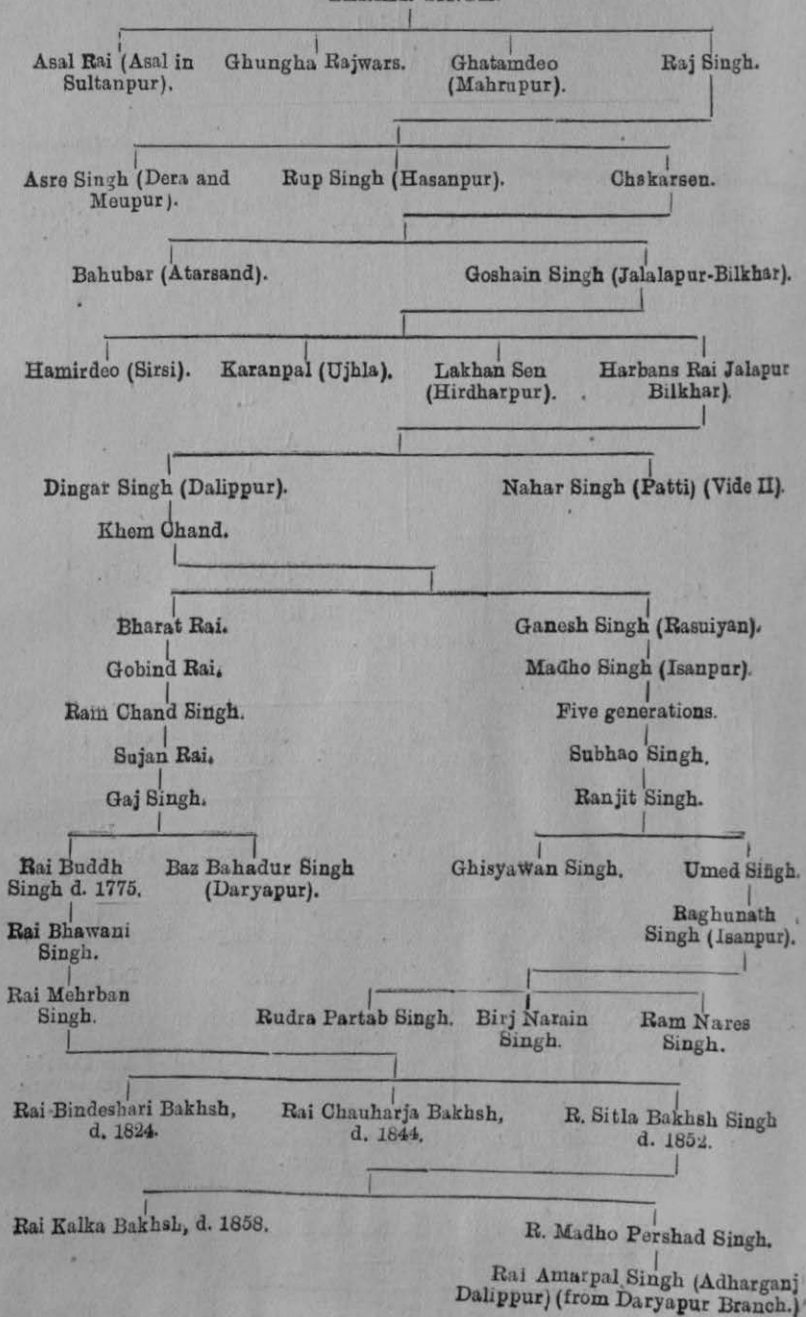 Asal Rai (Asal in Sultanpur). Ghungha Rajwars. Ghatamdeo (Mahrupur). Raj Singh.
Asre Singh (Dera and Meupur). Rup Singh (Hasanpur). Chakarsen.
Bahubar (Atarsand). Goshain Singh (Jalalapur-Bilkhar).
Hamirdeo (Sirsi). Karanpal (Ujhla). Lakhan Sen (Hirdharpur). Harbans Rai Jalapur Bilkhar).
Dingar Singh (Dalippur). Nahar Singh (Patti) (Vide II).
Khem Chand.
Bharat Rai. Ganesh Singh (Rasuiyan).
Gobind Rai. Madho Singh (Isanpur).
Ram Chand Singh. Five generations.
Sujan Rai. Subhao Singh.
Gaj Singh. Ranjit Singh.
Rai Buddh Singh d. 1775. Baz Bahadur Singh (Daryapur). Ghisyawan Singh. Umed Singh.
Rai Bhawani Singh. Raghunath Singh (Isanpur).
Rai Mehrban Singh. Rudra Partab Singh. Birj Narain Singh. Ram Nares Singh.
Rai Bindeshari Bakhsh, d. 1824. Rai Chauharja Bakhsh, d. 1844. R. Sitla Bakhsh Singh d. 1852.
Rai Kalka Bakhsh, d. 1858. R. Madho Pershad Singh.
Rai Amarpal Singh (Adharganj Dalippur) (from Daryapur Branch.)